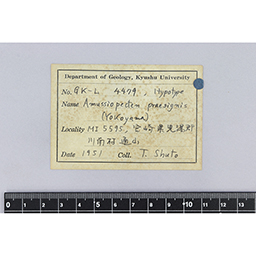 Department of Geology, Kyushu University
No. GK-L 4479, Hypotype
Name Amussiopecten praesignis
(Yokoyama)
Locality MI 5595, 宮崎県児湯郡
川南村通山
Date 1951 Coll. T. Shuto
0 1 2 3 4 5 6 7 8 9 10 11 12 13